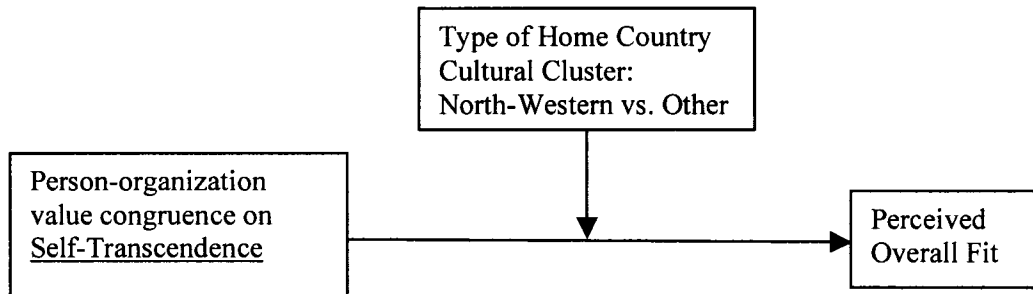 Type of Home Country
Cultural Cluster:
North-Western vs. Other
Person-organization
value congruence on
Self-Transcendence
Perceived
Overall Fit